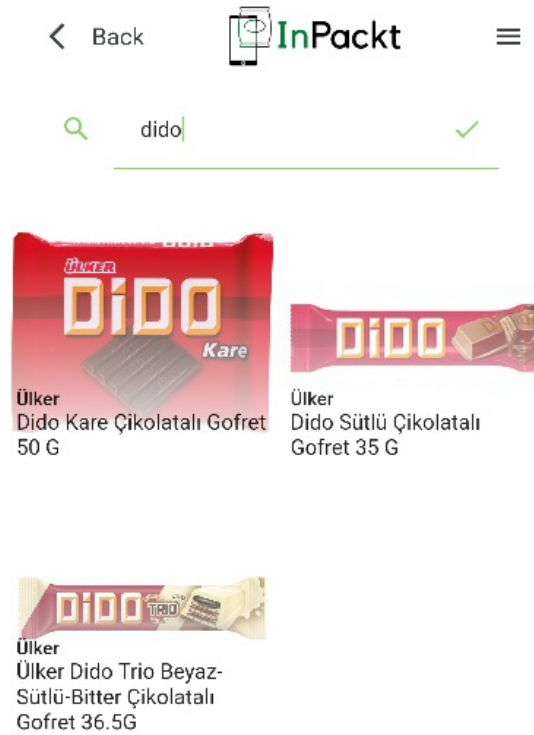 Back
InPackt
dido
ÜLKER
DiDO
Kare
DiDO
Ülker
Dido Kare Çikolatalı Gofret
50 G
Ülker
Dido Sütlü Çikolatalı
Gofret 35 G
DiDO TRIO
Ülker
Ülker Dido Trio Beyaz-
Sütlü-Bitter Çikolatalı
Gofret 36.5G